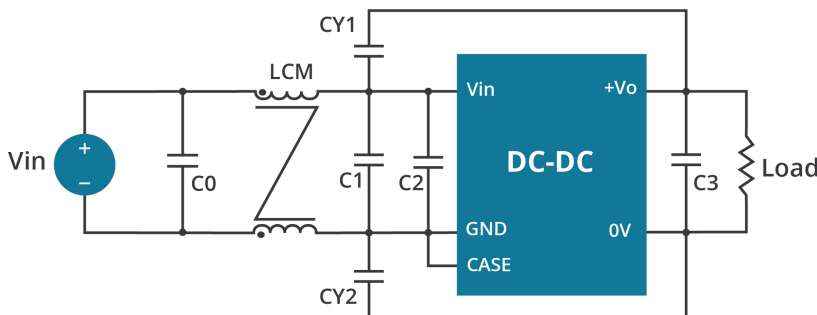 CY1
LCM
Vin
+
−
C0
C1
C2
Vin
+Vo
DC-DC
C3
Load
GND
0V
CASE
CY2